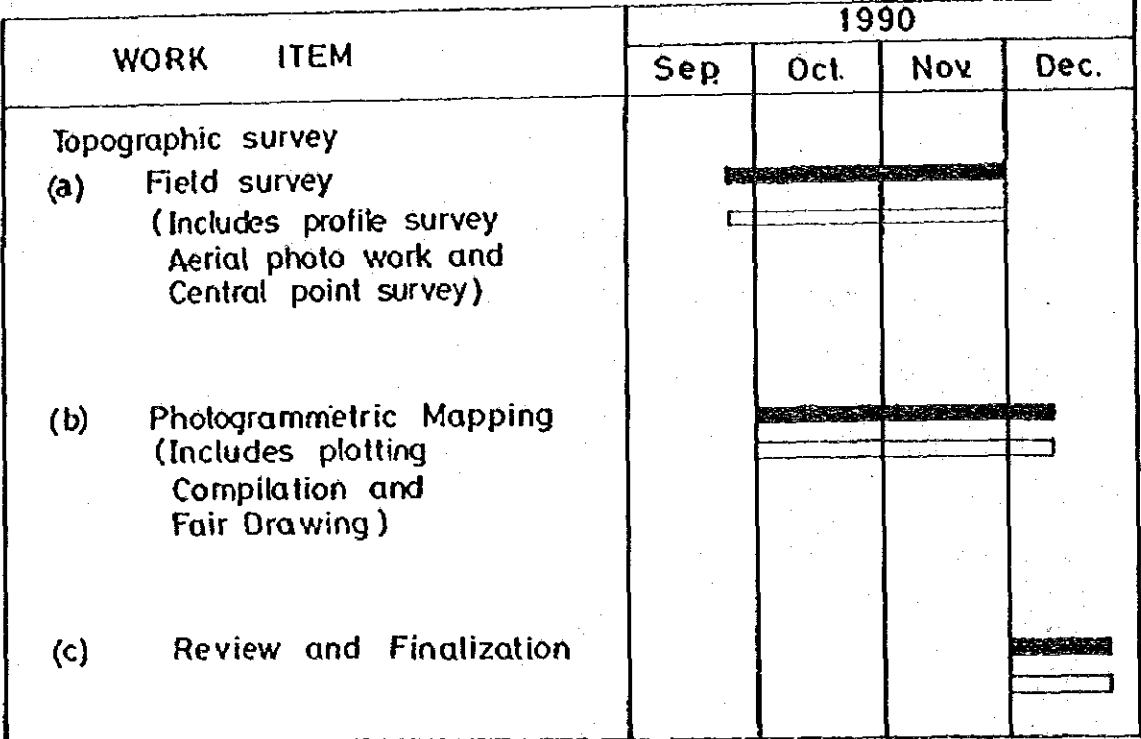 WORK ITEM
1990
Sep. Oct. Nov. Dec.
Topographic survey
(a) Field survey
(Includes profile survey
Aerial photo work and
Central point survey)
(b) Photogrammetric Mapping
(Includes plotting
Compilation and
Fair Drawing)
(c) Review and Finalization